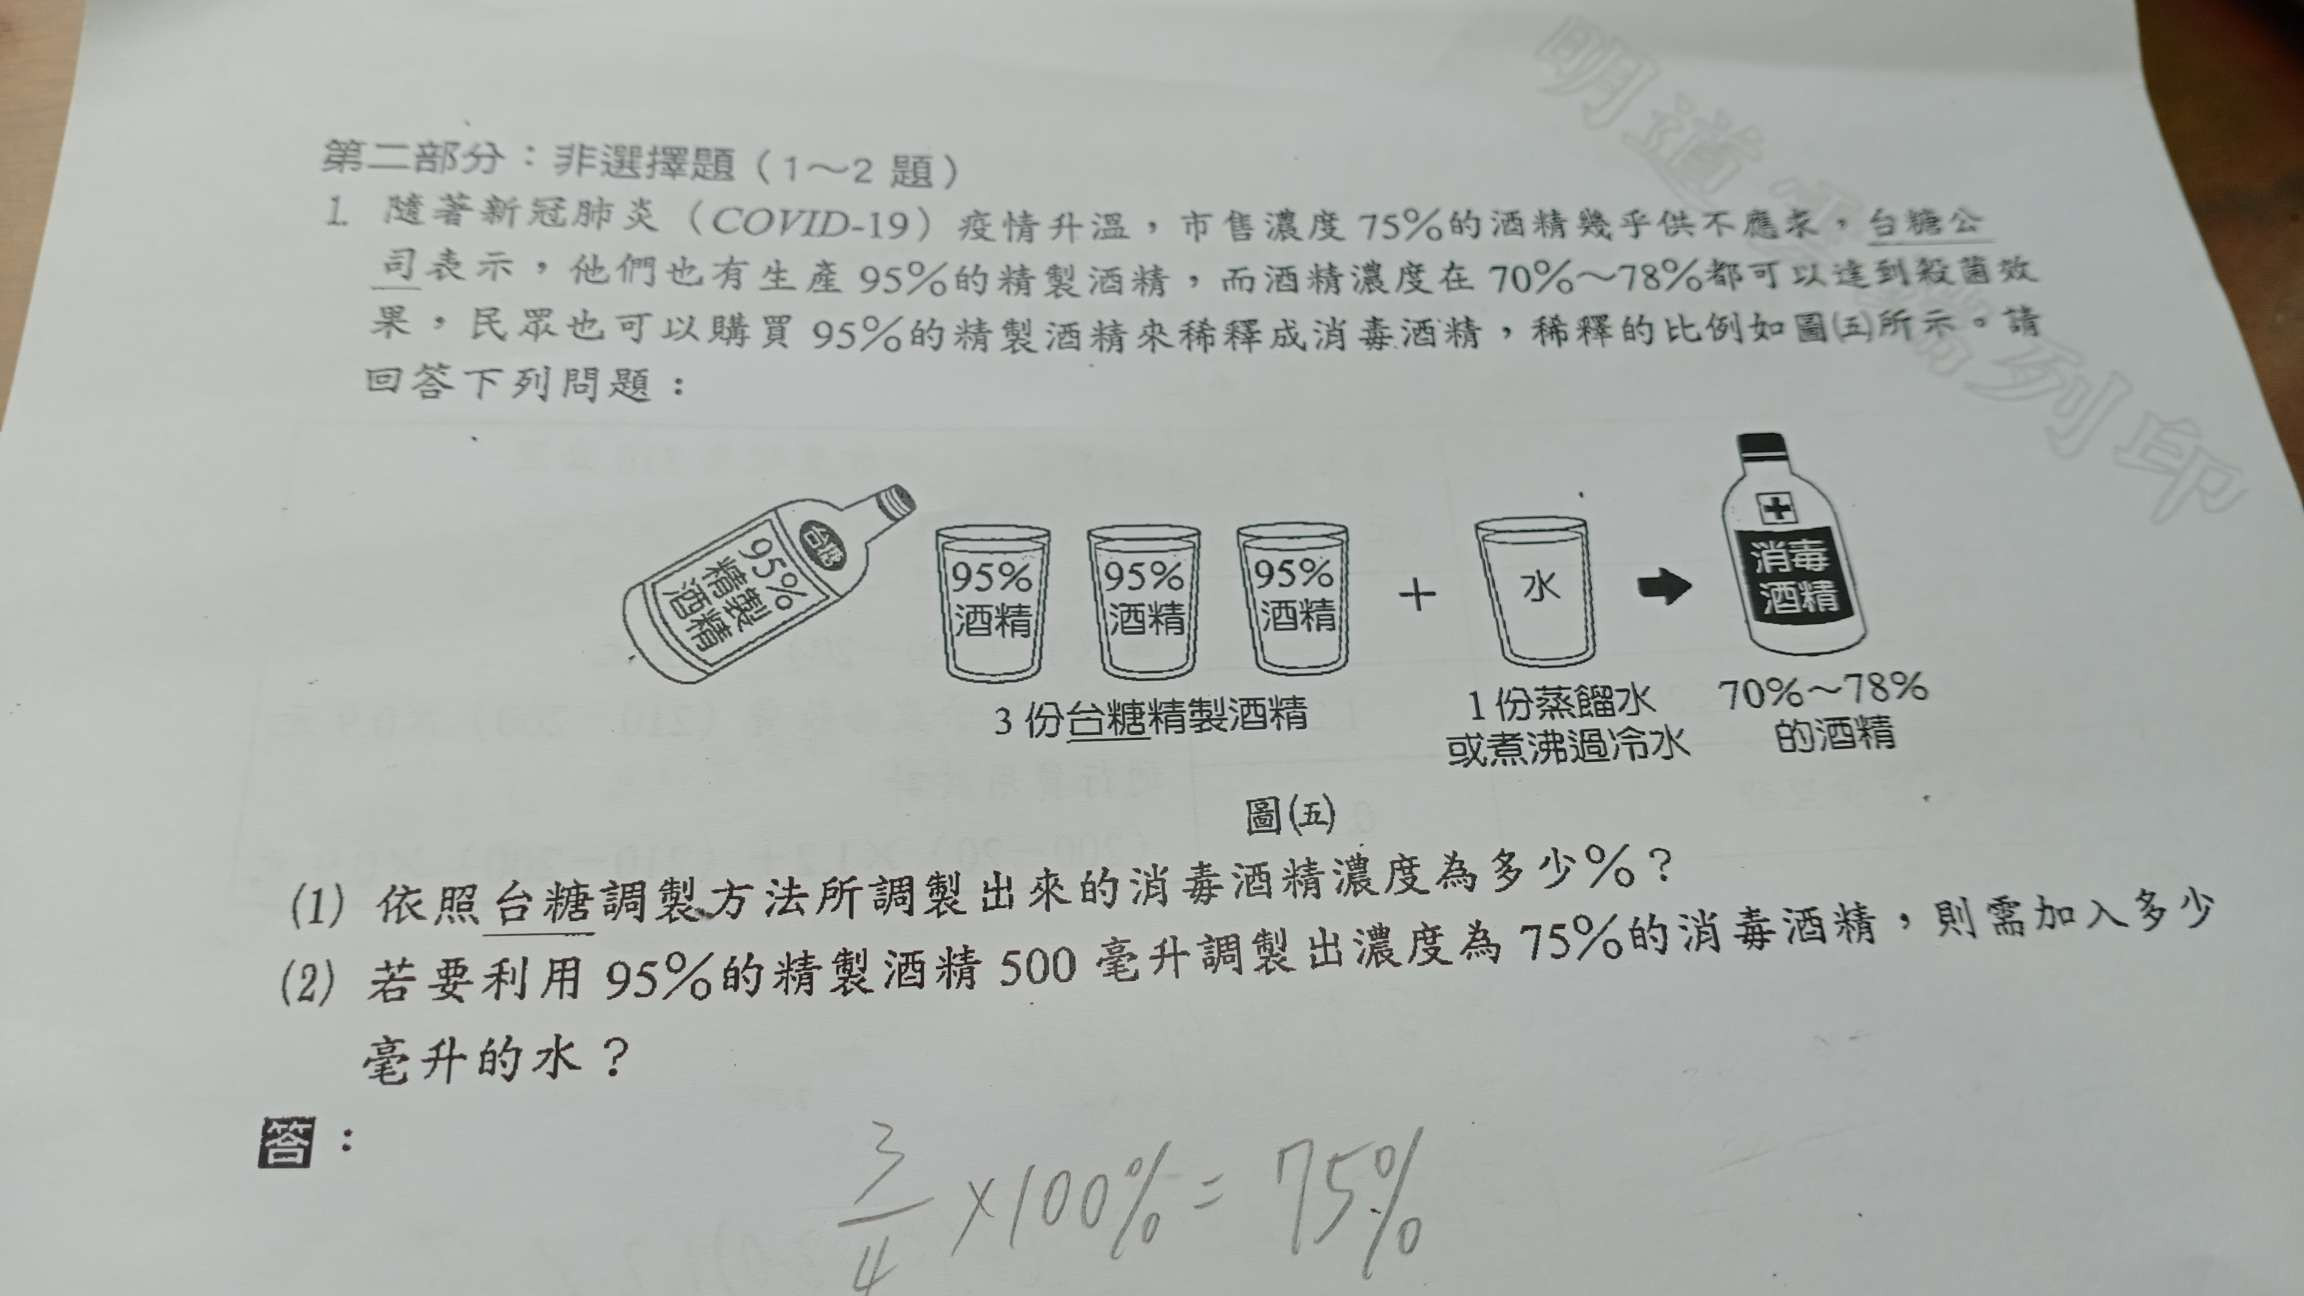 第二部分：非選擇題（1～2 題）
1. 隨著新冠肺炎（COVID-19）疫情升溫，市售濃度 75%的酒精幾乎供不應求，台糖公
司表示，他們也有生產 95%的精製酒精，而酒精濃度在 70%～78%都可以達到殺菌效
果，民眾也可以購買 95%的精製酒精來稀釋成消毒酒精，稀釋的比例如圖㈤所示。請
回答下列問題：
台糖
95%
精製
酒精
95%
酒精
95%
酒精
95%
酒精
+
水
消毒
酒精
3 份台糖精製酒精
1 份蒸餾水
或煮沸過冷水
70%～78%
的酒精
圖㈤
(1) 依照台糖調製方法所調製出來的消毒酒精濃度為多少%？
(2) 若要利用 95%的精製酒精 500 毫升調製出濃度為 75%的消毒酒精，則需加入多少
毫升的水？
答：
3/4 ×100% = 75%
明道
列印